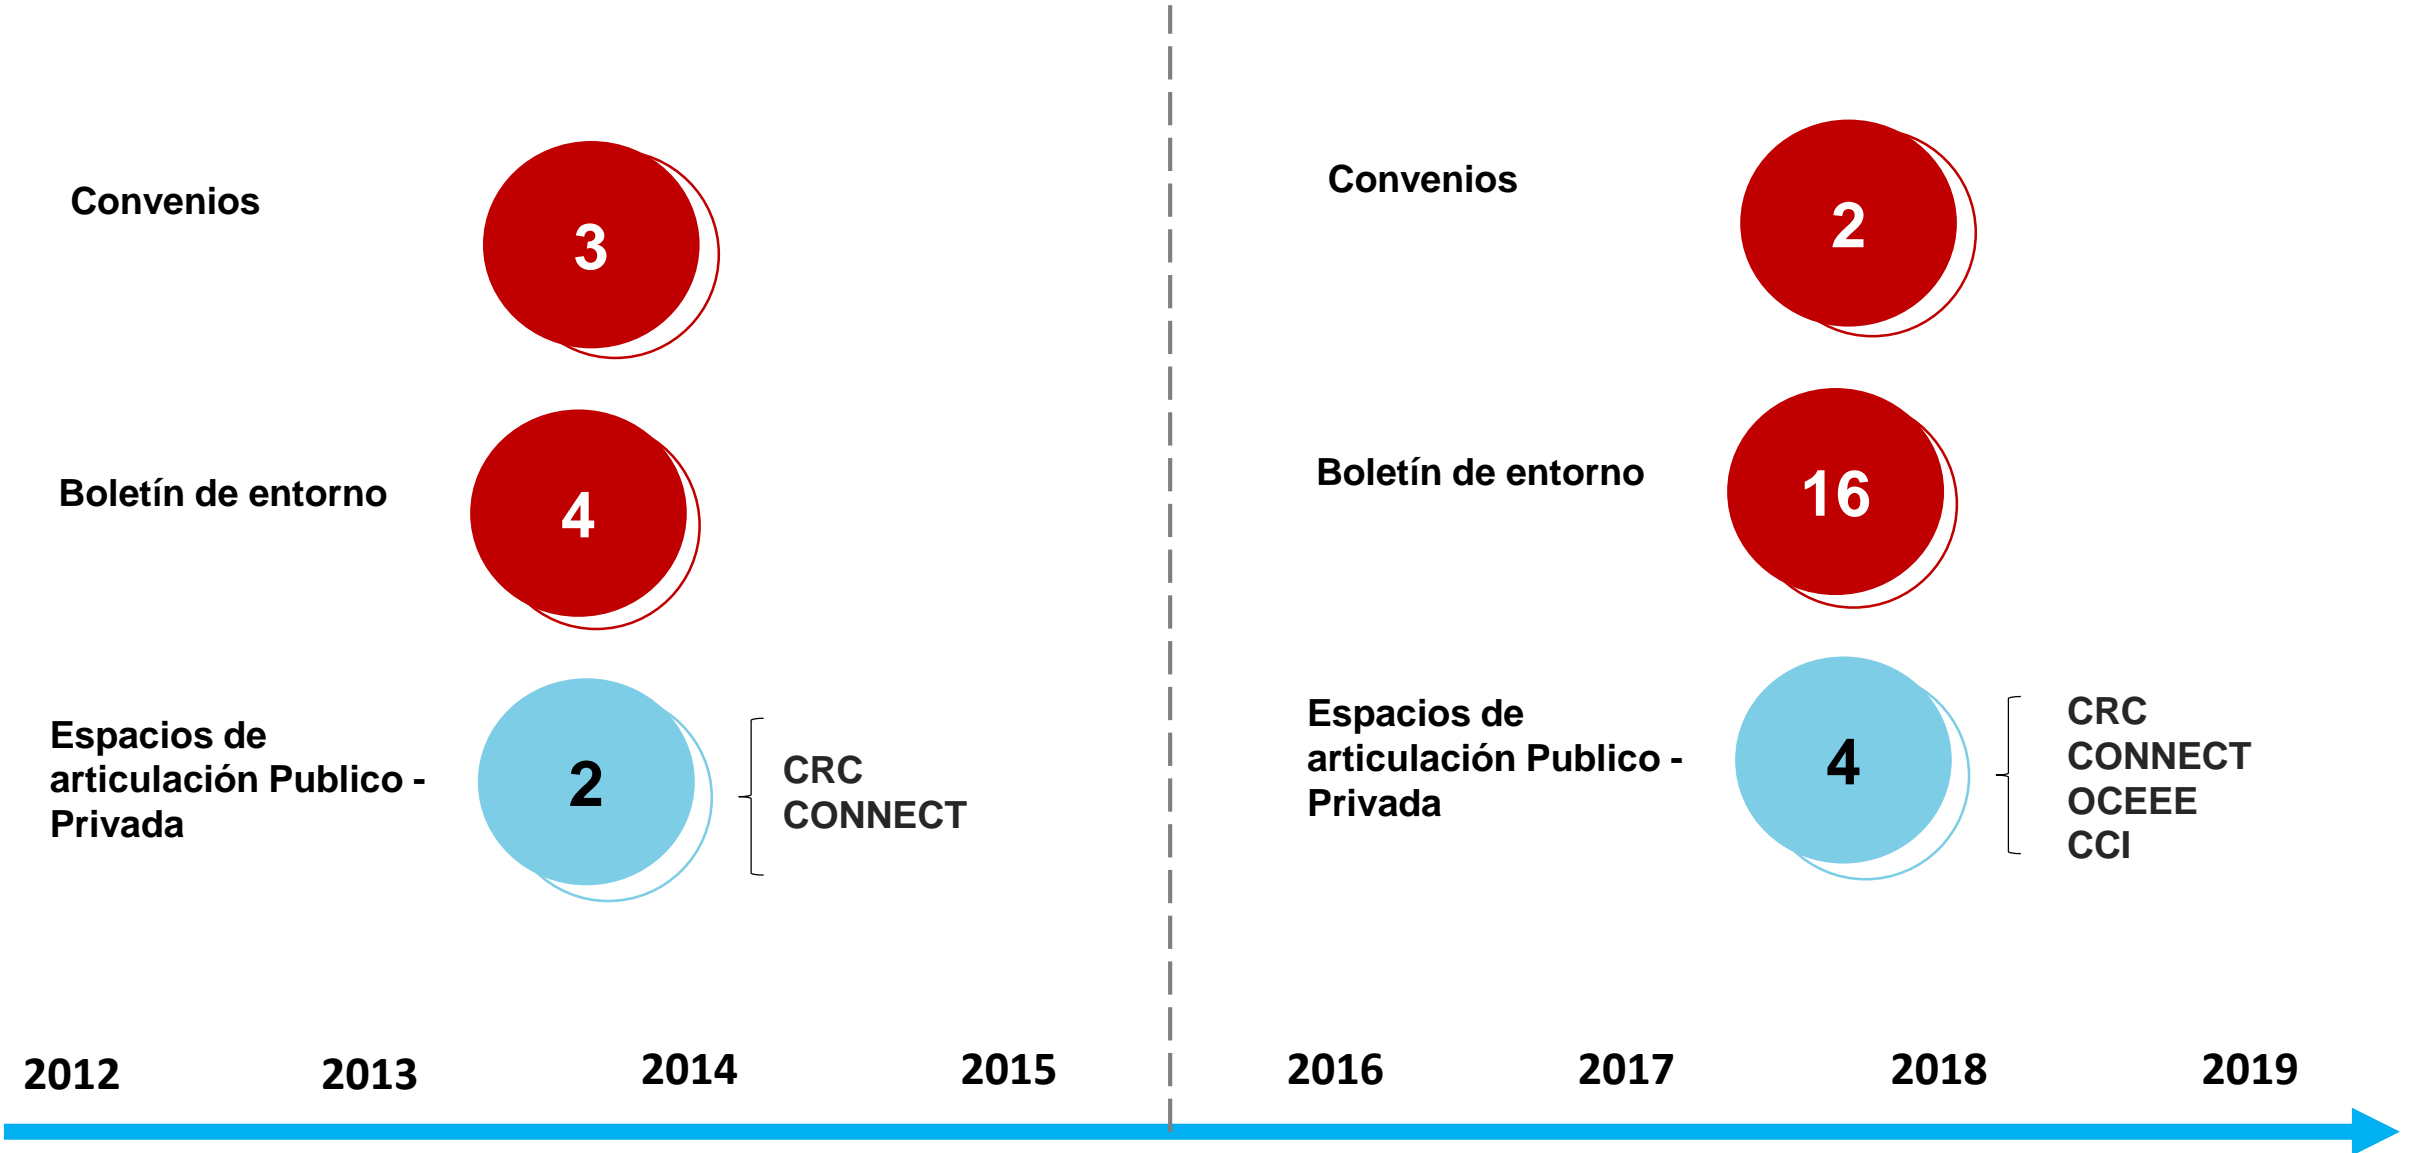 Convenios
3
Boletín de entorno
4
Espacios de
articulación Publico -
Privada
2
CRC
CONNECT
Convenios
2
Boletín de entorno
16
Espacios de
articulación Publico -
Privada
4
CRC
CONNECT
OCEEE
CCI
2012 2013 2014 2015 2016 2017 2018 2019